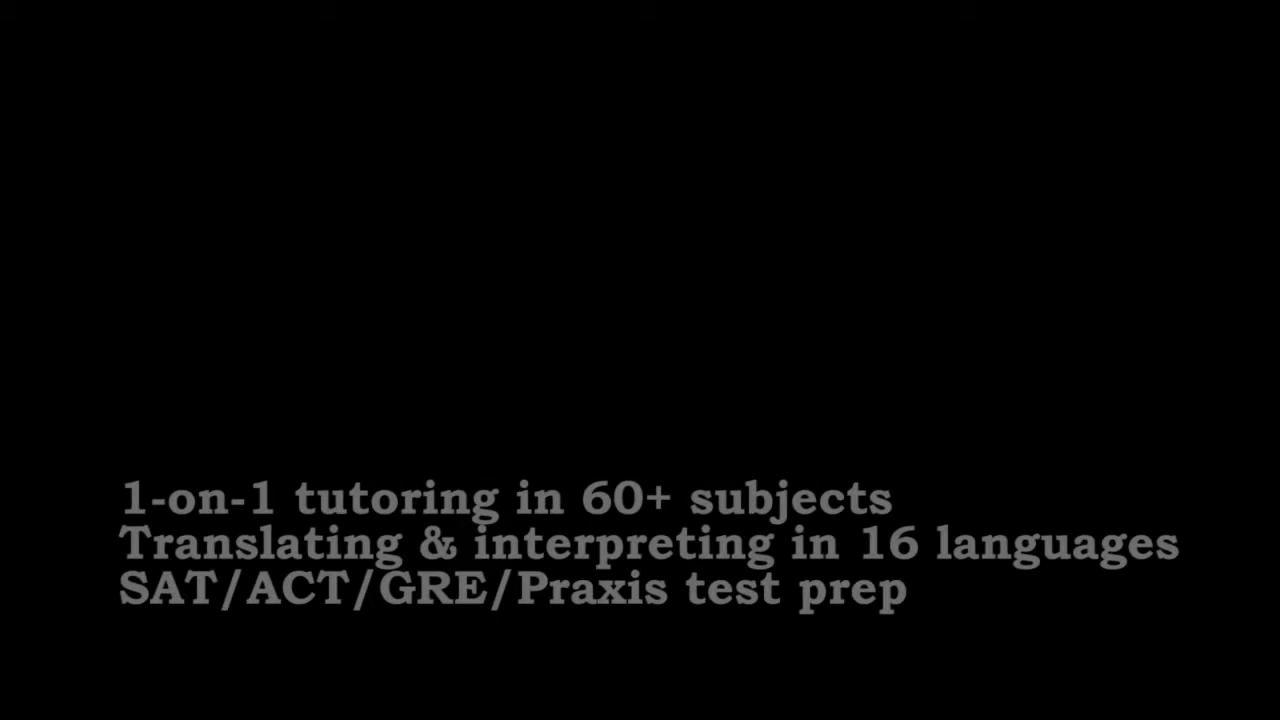 1-on-1 tutoring in 60+ subjects
Translating & interpreting in 16 languages
SAT/ACT/GRE/Praxis test prep